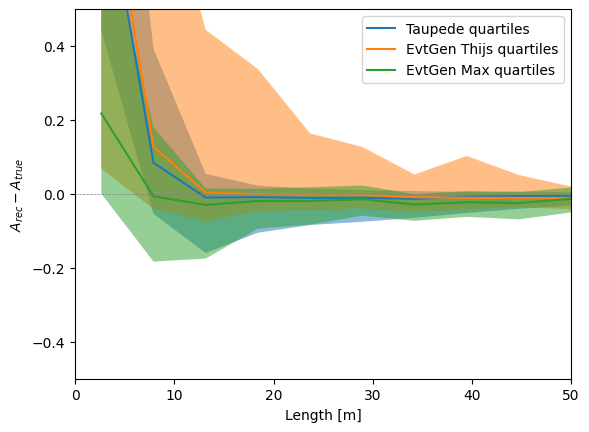 Taupede quartiles
EvtGen Thijs quartiles
EvtGen Max quartiles
0.4
0.2
0.0
−0.2
−0.4
A_rec − A_true
0 10 20 30 40 50
Length [m]